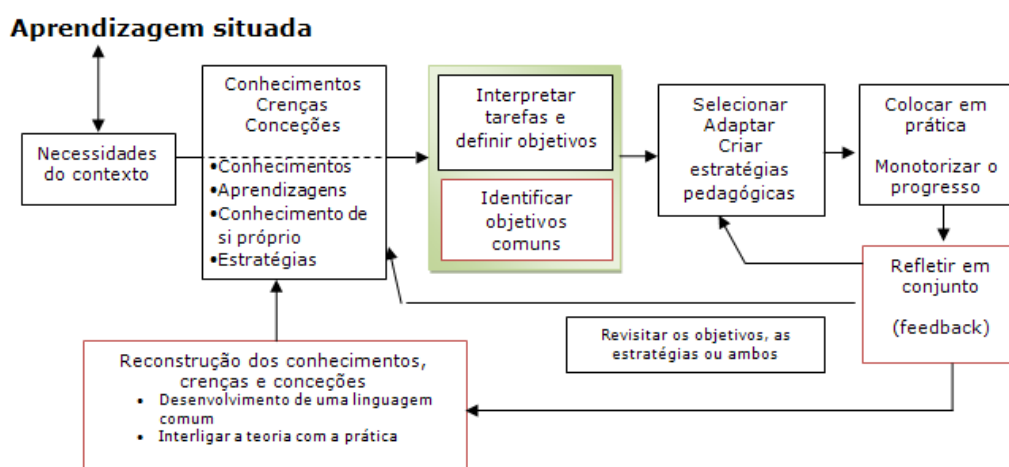 Aprendizagem situada
Necessidades
do contexto
Conhecimentos
Crenças
Conceções
•Conhecimentos
•Aprendizagens
•Conhecimento de
si próprio
•Estratégias
Interpretar
tarefas e
definir objetivos
Identificar
objetivos
comuns
Selecionar
Adaptar
Criar
estratégias
pedagógicas
Colocar em
prática
Monotorizar o
progresso
Refletir em
conjunto
(feedback)
Revisitar os objetivos, as
estratégias ou ambos
Reconstrução dos conhecimentos,
crenças e conceções
• Desenvolvimento de uma linguagem
comum
• Interligar a teoria com a prática